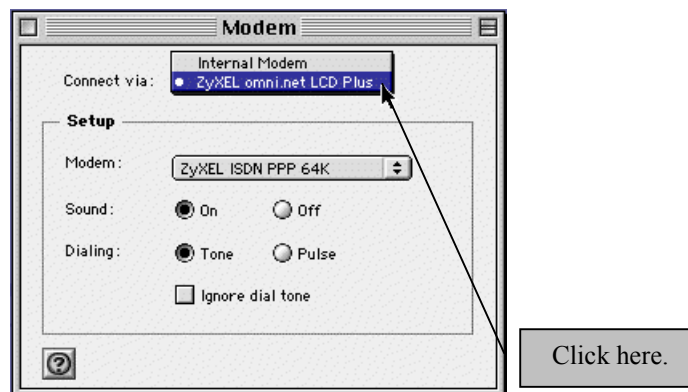 Modem
Internal Modem
Connect via:
ZyXEL omni.net LCD Plus
Setup
Modem:
ZyXEL ISDN PPP 64K
Sound:
On
Off
Dialing:
Tone
Pulse
Ignore dial tone
?
Click here.